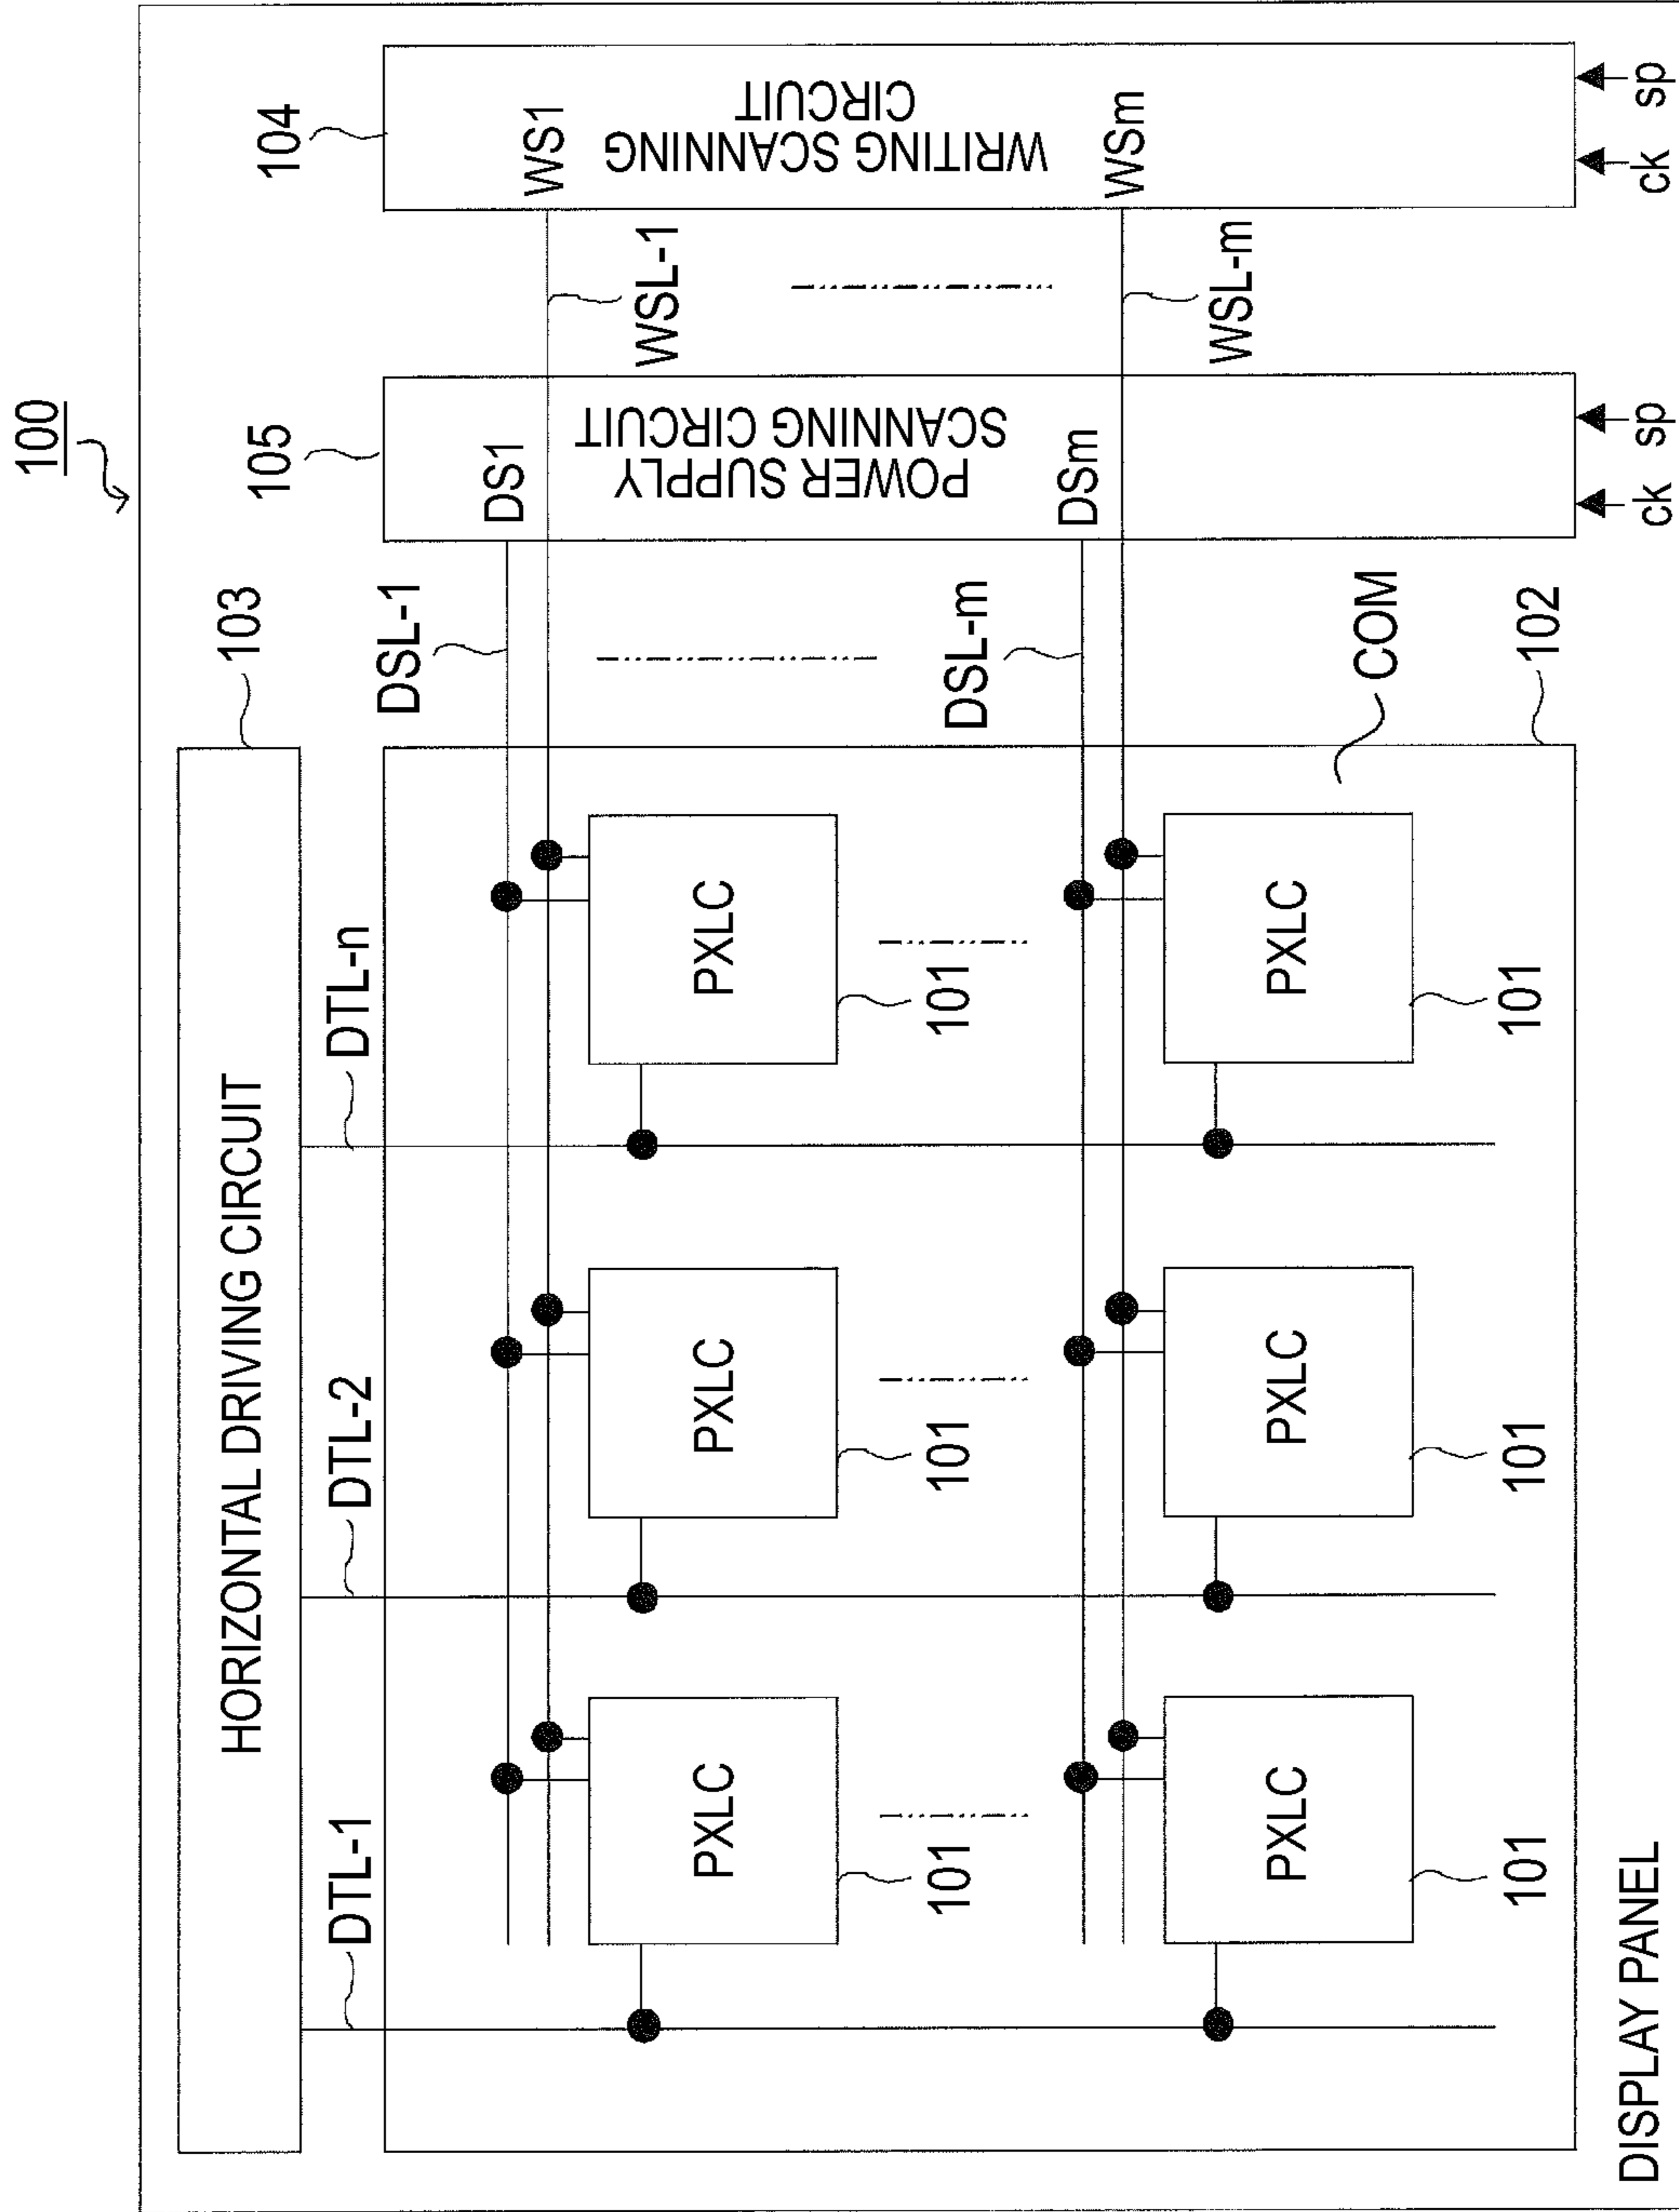 100
HORIZONTAL DRIVING CIRCUIT
103
105
104
DTL-1
DTL-2
DTL-n
DSL-1
DS1
WS1
WSL-1
PXLC
PXLC
PXLC
101
101
101
POWER SUPPLY
SCANNING CIRCUIT
WRITING SCANNING
CIRCUIT
DSL-m
DSm
WSm
WSL-m
PXLC
PXLC
PXLC
COM
101
101
101
102
ck
sp
ck
sp
DISPLAY PANEL